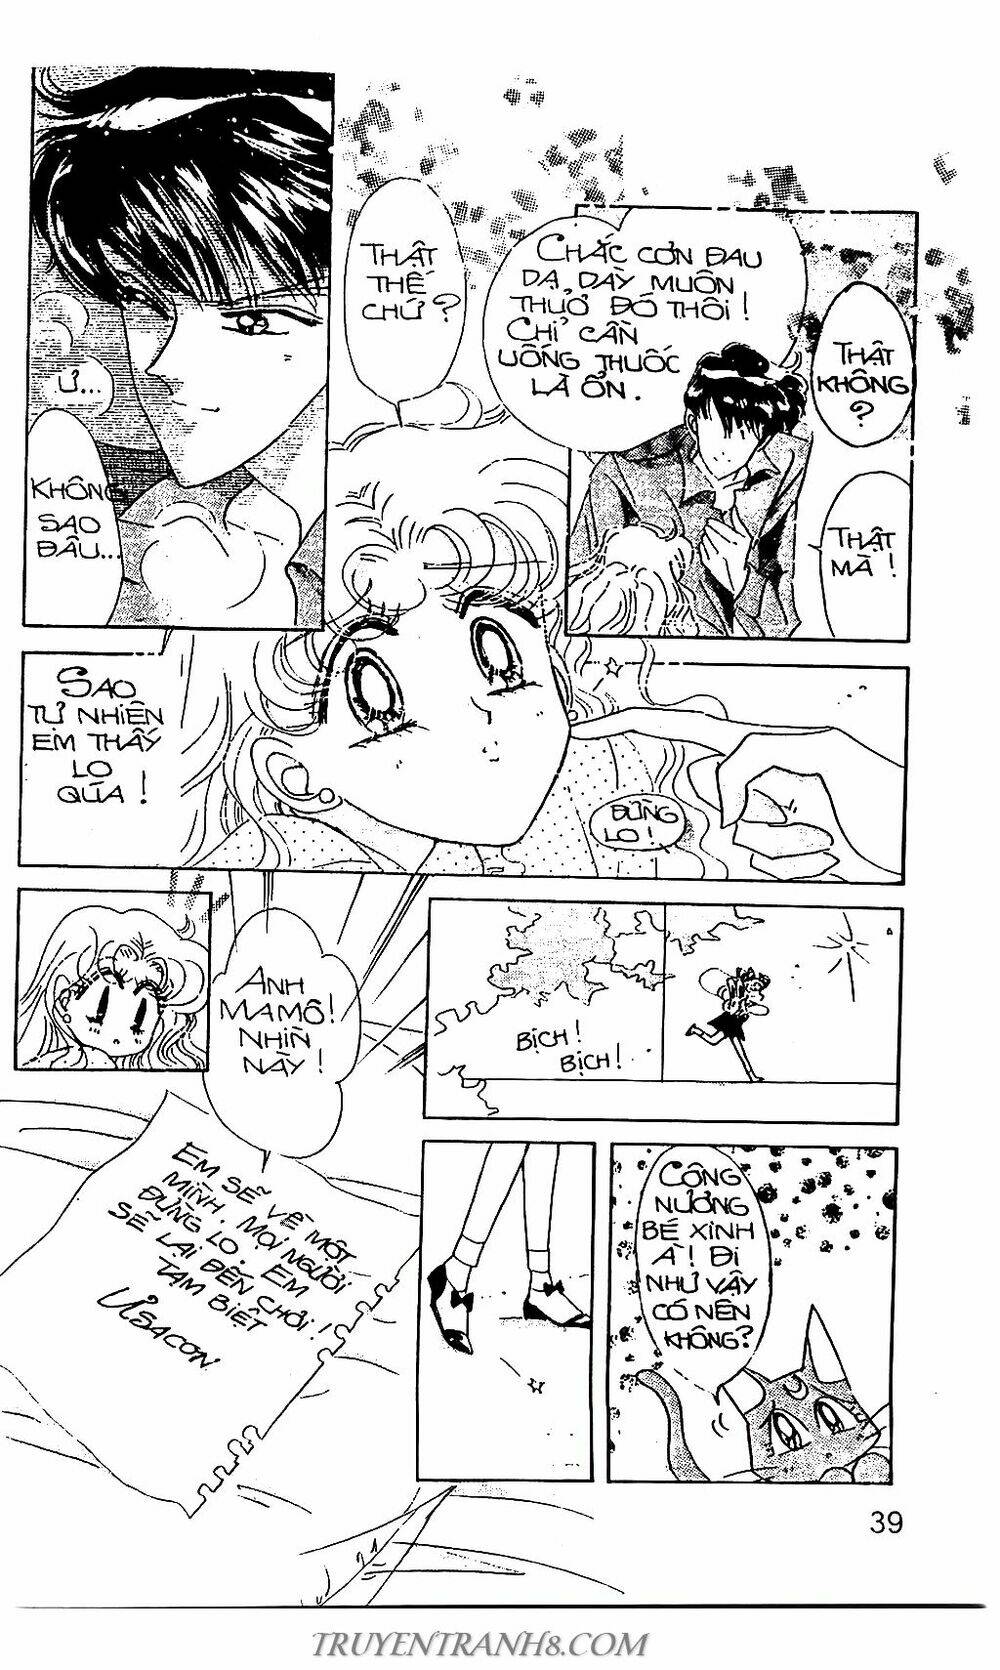 Ư...
KHÔNG
SAO
ĐÂU...
THẬT
THẾ
CHỨ?
CHẮC CƠN ĐAU
DẠ DÀY MUÔN
THUỞ ĐÓ THÔI!
CHỈ CẦN
UỐNG THUỐC
LÀ ỔN.
THẬT
KHÔNG
?
THẬT
MÀ!
SAO
TỰ NHIÊN
EM THẤY
LO
QÚA!
ĐỪNG
LO!
ANH
MAMÔ!
NHÌN
NÀY!
EM SẼ VỀ MỘT
MÌNH. MỌI NGƯỜI
ĐỪNG LO. EM
SẼ LẠI ĐẾN CHƠI!
TẠM BIỆT
USACON
BỊCH!
BỊCH!
CÔNG
NƯƠNG
BÉ XINH
À! ĐI
NHƯ VẬY
CÓ NÊN
KHÔNG?
39
TRUYENTRANH8.COM